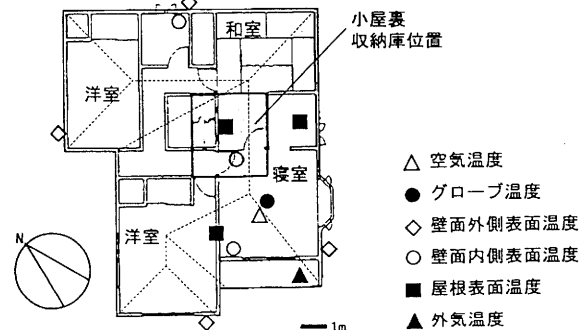 小屋裏
収納庫位置
和室
洋室
寝室
洋室
N
△ 空気温度
● グローブ温度
◇ 壁面外側表面温度
○ 壁面内側表面温度
■ 屋根表面温度
▲ 外気温度
1m